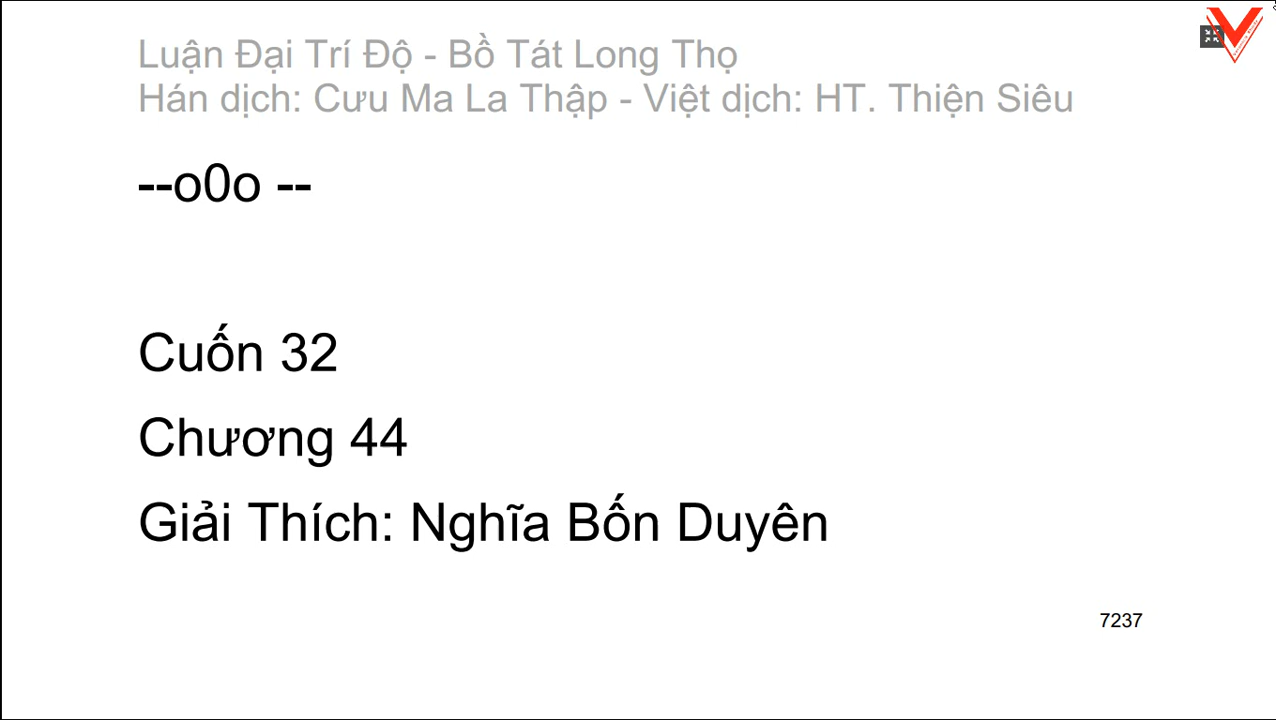 Luận Đại Trí Độ - Bồ Tát Long Thọ
Hán dịch: Cưu Ma La Thập - Việt dịch: HT. Thiện Siêu
--o0o --
Cuốn 32
Chương 44
Giải Thích: Nghĩa Bốn Duyên
7237